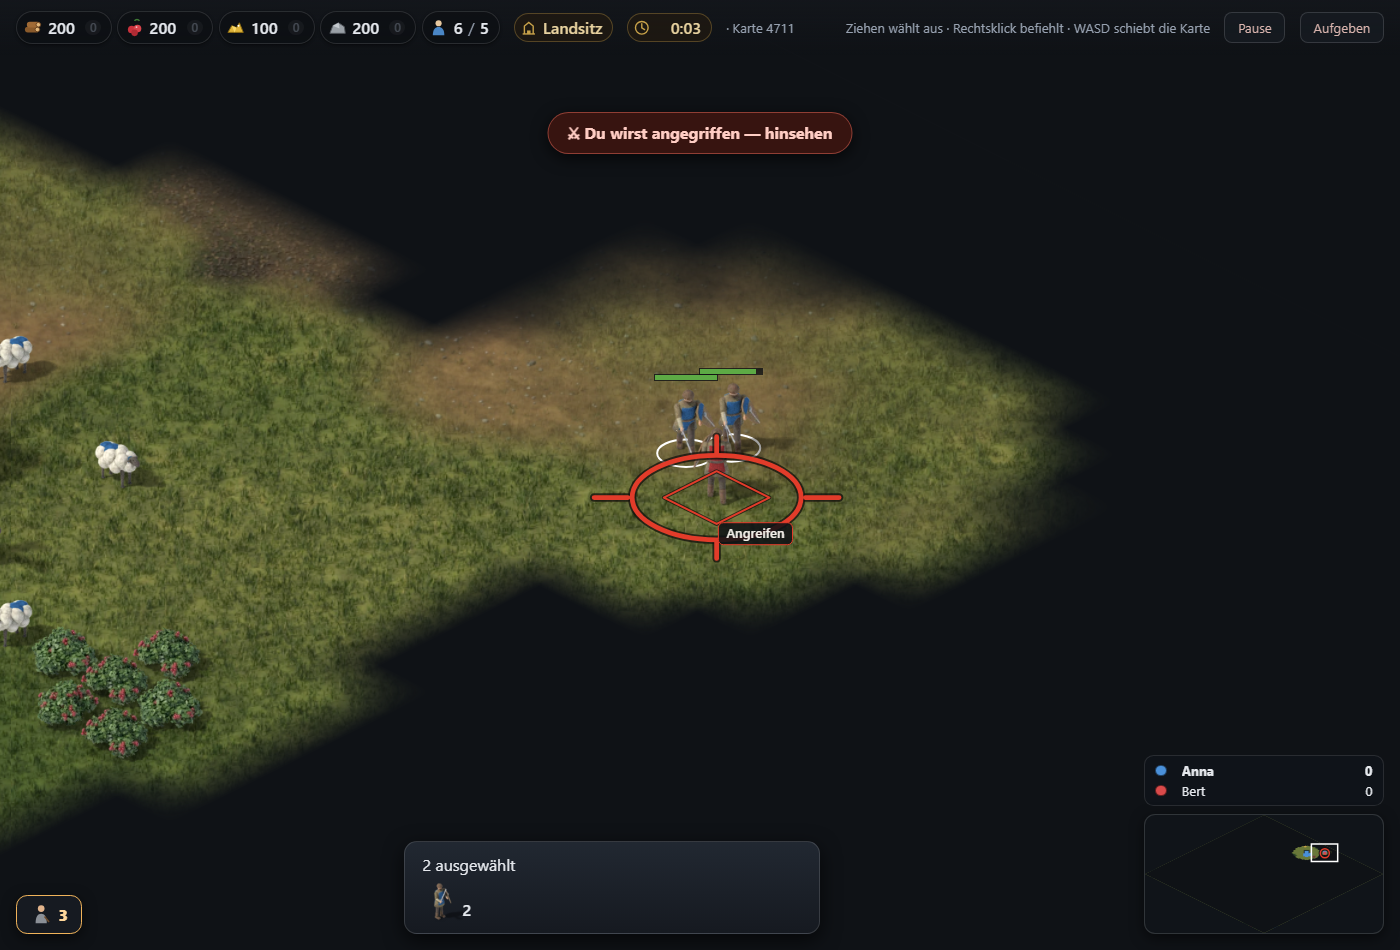 200 0 200 0 100 0 200 0 6 / 5 Landsitz 0:03 · Karte 4711 Ziehen wählt aus · Rechtsklick befiehlt · WASD schiebt die Karte Pause Aufgeben
Du wirst angegriffen — hinsehen
Angreifen
Anna 0
Bert 0
2 ausgewählt
2
3